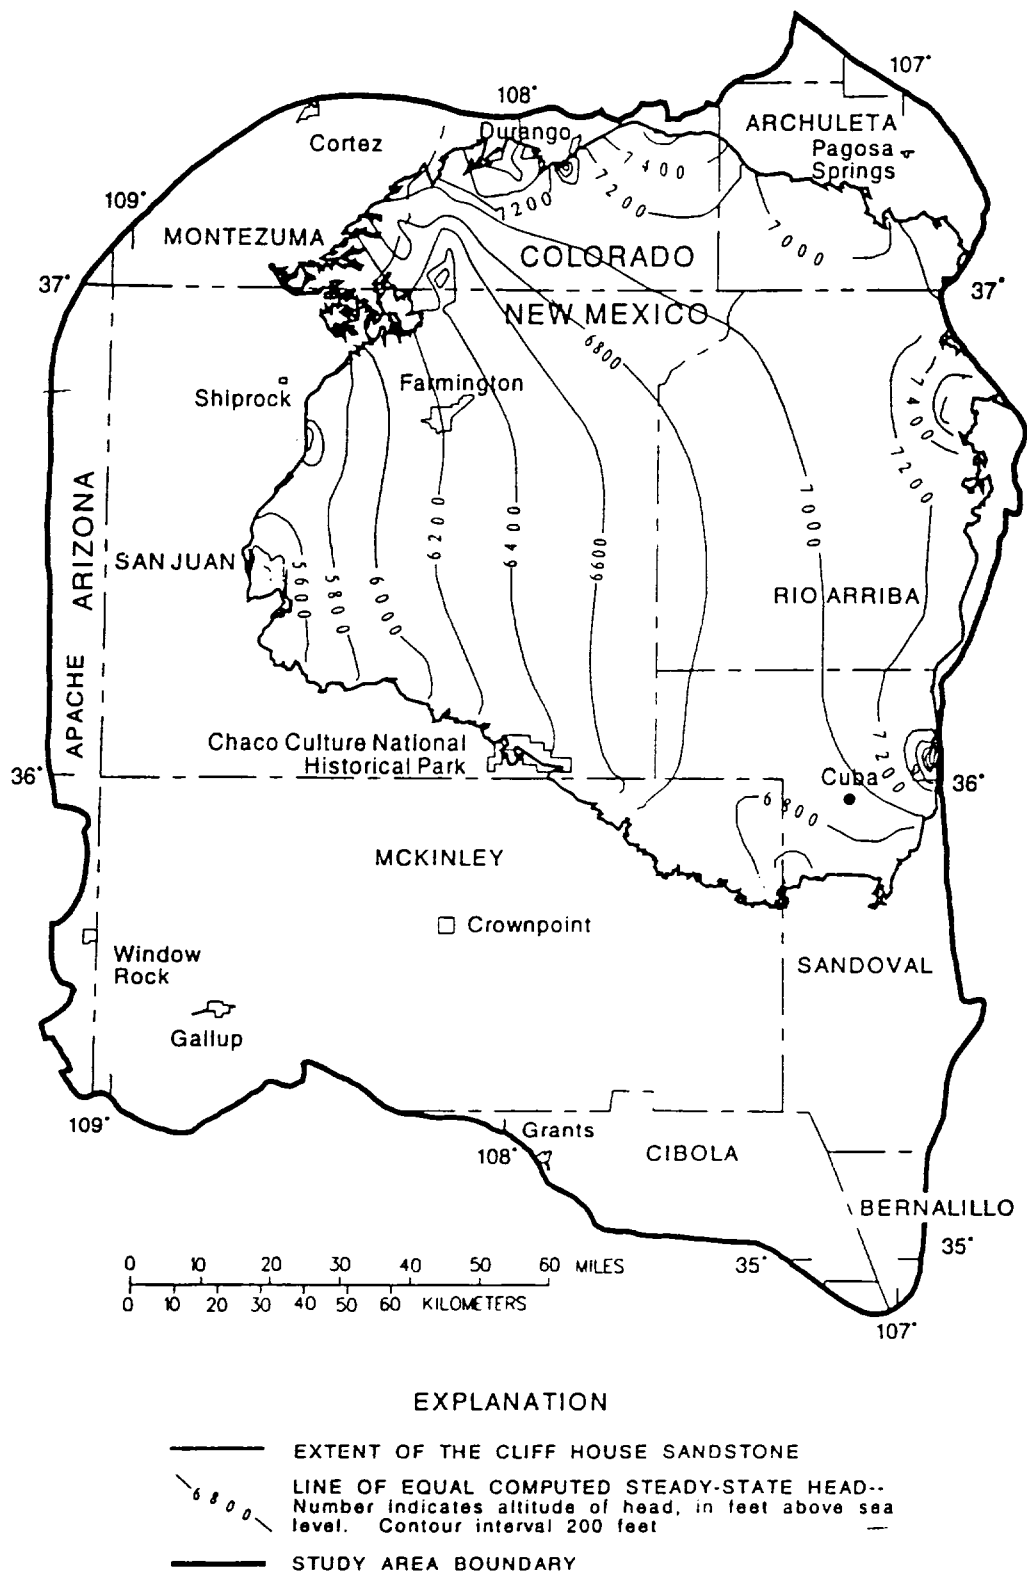 107°
108°
ARCHULETA
Durango
Cortez
Pagosa
Springs
7400
7200
7200
109°
7000
MONTEZUMA
COLORADO
37°
37°
NEW MEXICO
6800
Shiprock
Farmington
7400
7200
ARIZONA
APACHE
SAN JUAN
5600
5800
6000
6200
6400
6600
7000
RIO ARRIBA
Chaco Culture National
Historical Park
7200
36°
36°
Cuba
6800
MCKINLEY
Crownpoint
Window
Rock
SANDOVAL
Gallup
109°
Grants
108°
CIBOLA
BERNALILLO
35°
35°
107°
0 10 20 30 40 50 60 MILES
0 10 20 30 40 50 60 KILOMETERS
EXPLANATION
EXTENT OF THE CLIFF HOUSE SANDSTONE
6800
LINE OF EQUAL COMPUTED STEADY-STATE HEAD--
Number indicates altitude of head, in feet above sea
level. Contour interval 200 feet
STUDY AREA BOUNDARY